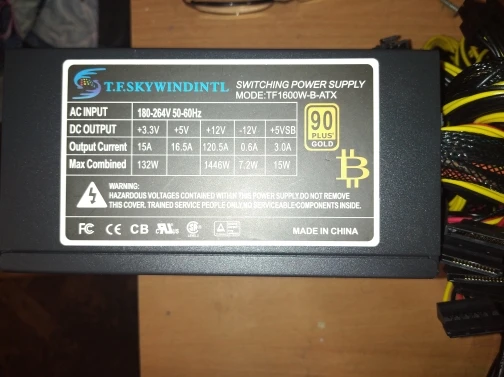 T.F.SKYWINDINTL
SWITCHING POWER SUPPLY
MODE:TF1600W-B-ATX
AC INPUT 180-264V 50-60Hz
DC OUTPUT +3.3V +5V +12V -12V +5VSB
Output Current 15A 16.5A 120.5A 0.6A 3.0A
Max Combined 132W 1446W 7.2W 15W
90
PLUS
GOLD
WARNING:
HAZARDOUS VOLTAGES CONTAINED WITHIN THIS POWER SUPPLY.DO NOT REMOVE
THIS COVER. TRAINED SERVICE PEOPLE ONLY NO SERVICEABLE COMPONENTS INSIDE.
FC CE CB
MADE IN CHINA